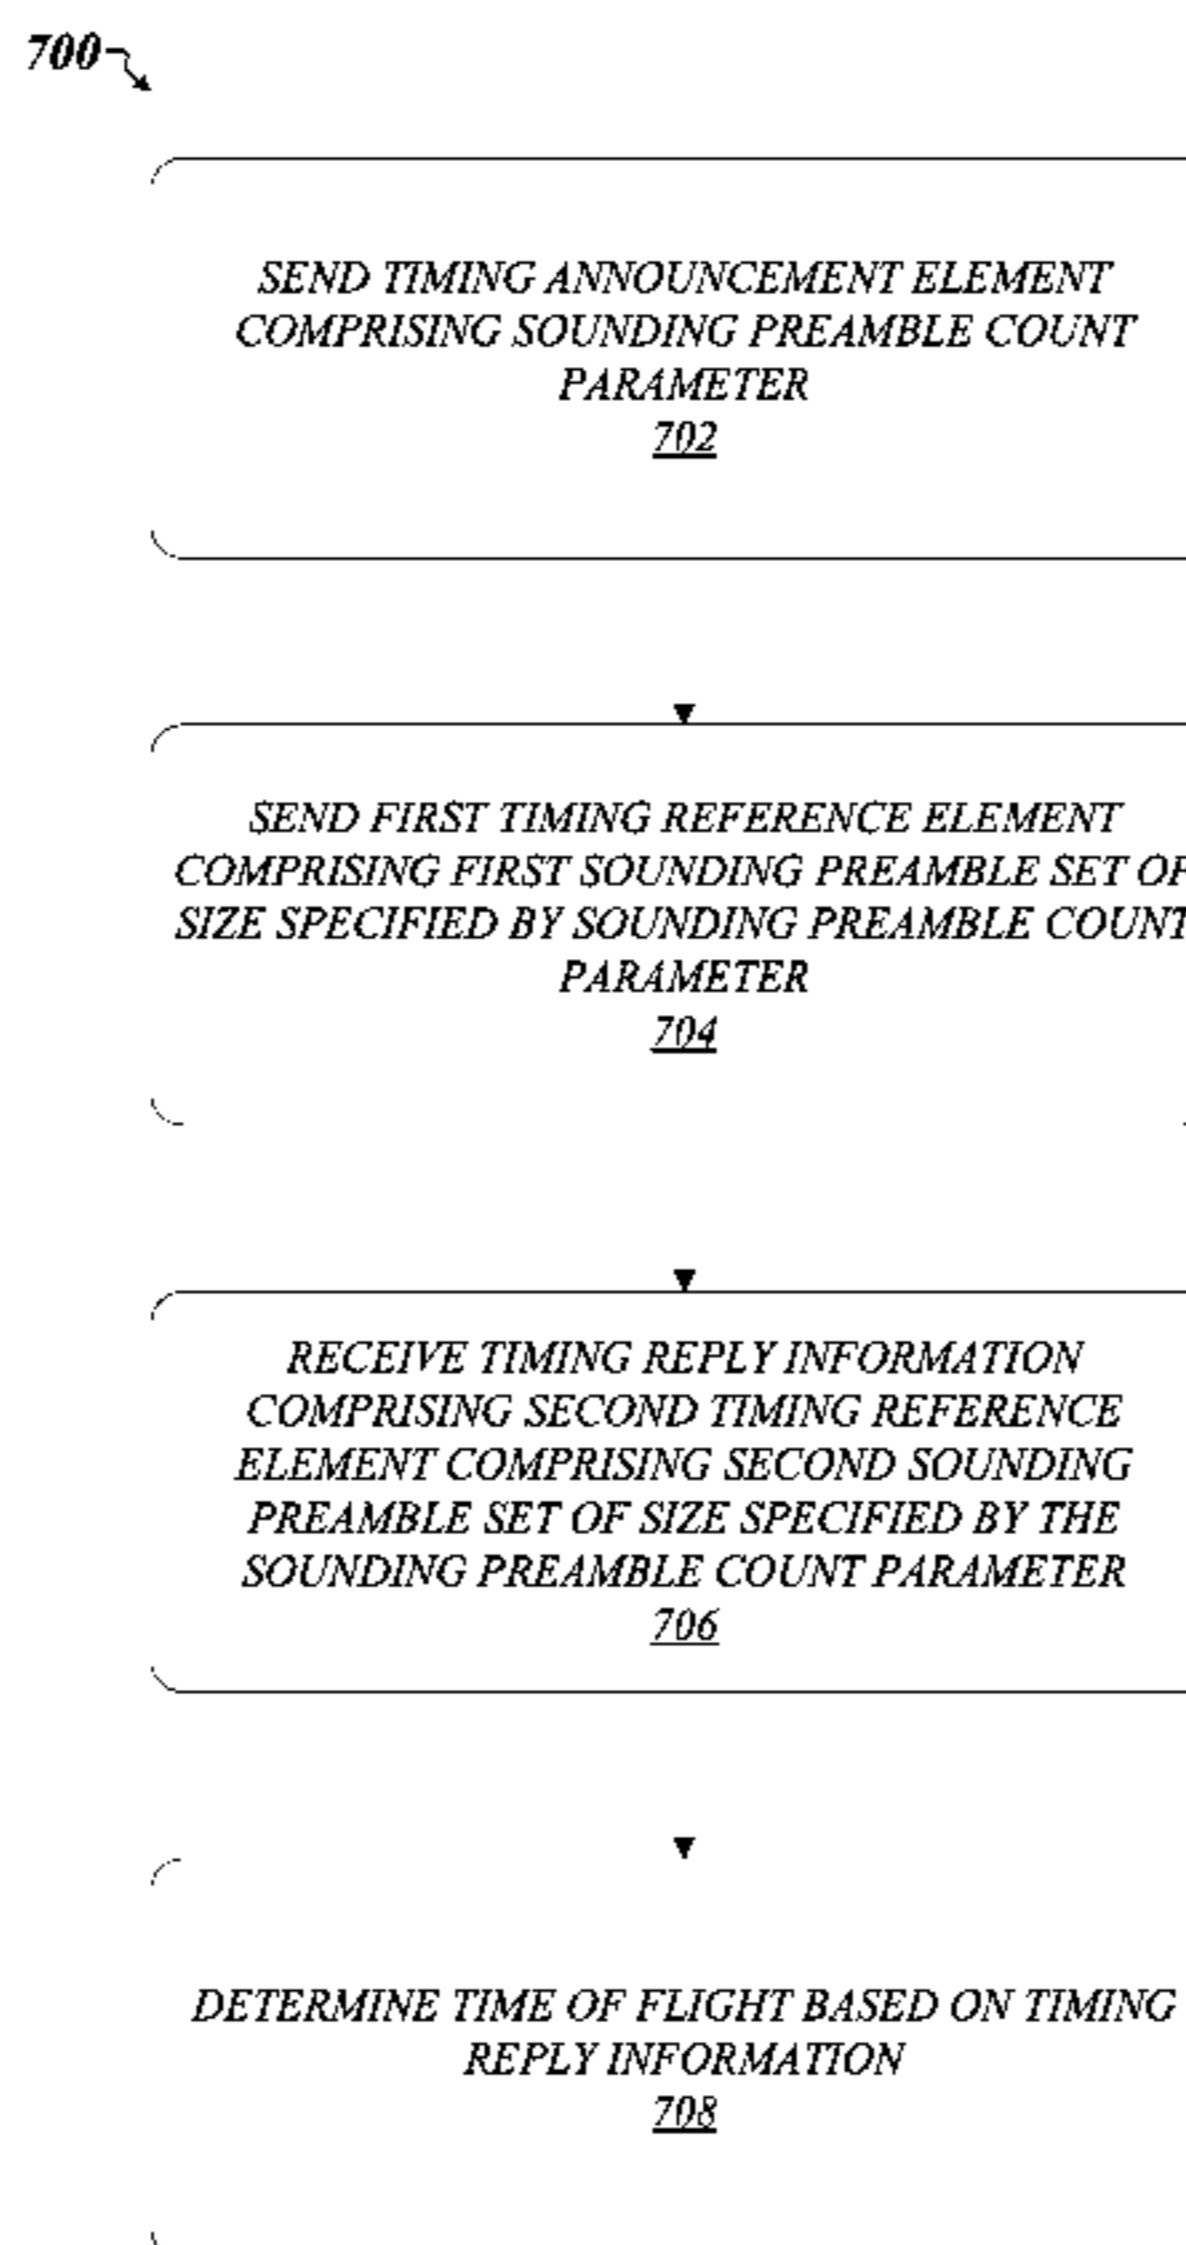 700
SEND TIMING ANNOUNCEMENT ELEMENT
COMPRISING SOUNDING PREAMBLE COUNT
PARAMETER
702
SEND FIRST TIMING REFERENCE ELEMENT
COMPRISING FIRST SOUNDING PREAMBLE SET OF
SIZE SPECIFIED BY SOUNDING PREAMBLE COUNT
PARAMETER
704
RECEIVE TIMING REPLY INFORMATION
COMPRISING SECOND TIMING REFERENCE
ELEMENT COMPRISING SECOND SOUNDING
PREAMBLE SET OF SIZE SPECIFIED BY THE
SOUNDING PREAMBLE COUNT PARAMETER
706
DETERMINE TIME OF FLIGHT BASED ON TIMING
REPLY INFORMATION
708